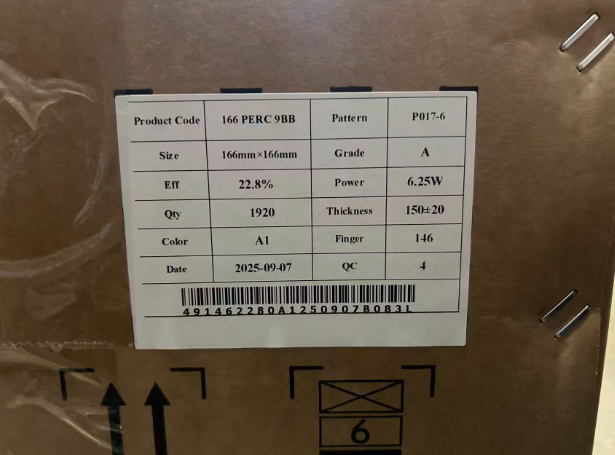 Product Code 166 PERC 9BB Pattern P017-6
Size 166mm×166mm Grade A
Eff 22.8% Power 6.25W
Qty 1920 Thickness 150±20
Color A1 Finger 146
Date 2025-09-07 QC 4
491462280A1250907B083L
6